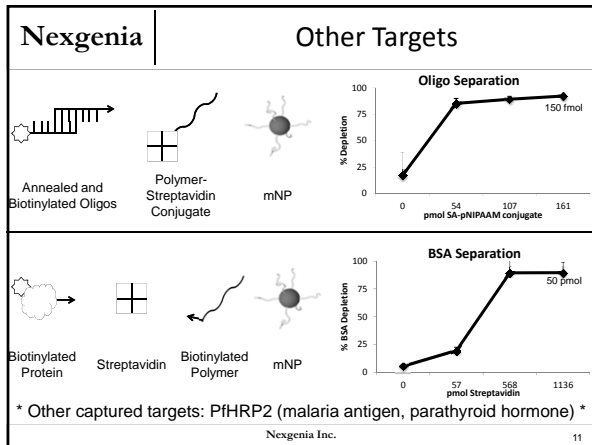 Nexgenia
Other Targets
Annealed and
Biotinylated Oligos
Polymer-
Streptavidin
Conjugate
mNP
Oligo Separation
% Depletion
100
75
50
25
0
150 fmol
0 54 107 161
pmol SA-pNIPAAM conjugate
Biotinylated
Protein
Streptavidin
Biotinylated
Polymer
mNP
BSA Separation
% BSA Depletion
100
75
50
25
0
50 pmol
0 57 568 1136
pmol Streptavidin
* Other captured targets: PfHRP2 (malaria antigen, parathyroid hormone) *
Nexgenia Inc.
11